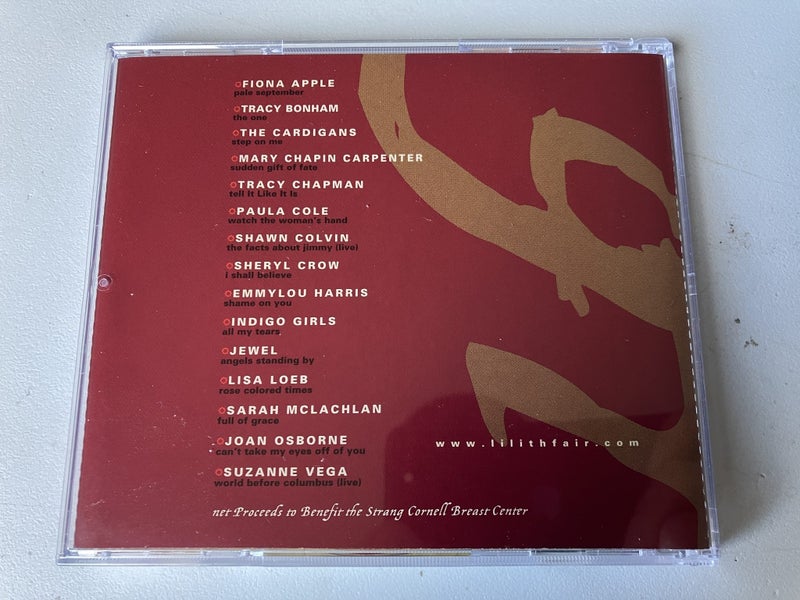 FIONA APPLE
pale september
TRACY BONHAM
the one
THE CARDIGANS
step on me
MARY CHAPIN CARPENTER
sudden gift of fate
TRACY CHAPMAN
tell It Like It Is
PAULA COLE
watch the woman's hand
SHAWN COLVIN
the facts about jimmy (live)
SHERYL CROW
i shall believe
EMMYLOU HARRIS
shame on you
INDIGO GIRLS
all my tears
JEWEL
angels standing by
LISA LOEB
rose colored times
SARAH MCLACHLAN
full of grace
JOAN OSBORNE
can't take my eyes off of you
www.lilithfair.com
SUZANNE VEGA
world before columbus (live)
net Proceeds to Benefit the Strang Cornell Breast Center